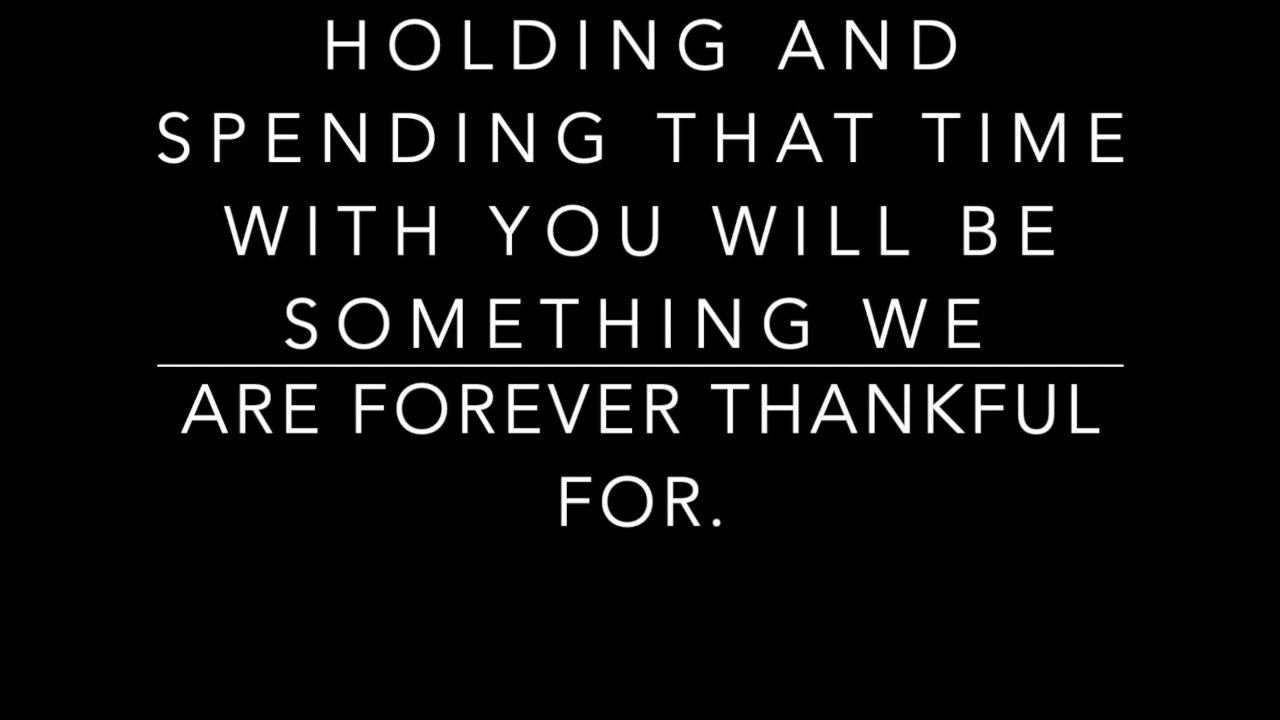 HOLDING AND
SPENDING THAT TIME
WITH YOU WILL BE
SOMETHING WE
ARE FOREVER THANKFUL
FOR.